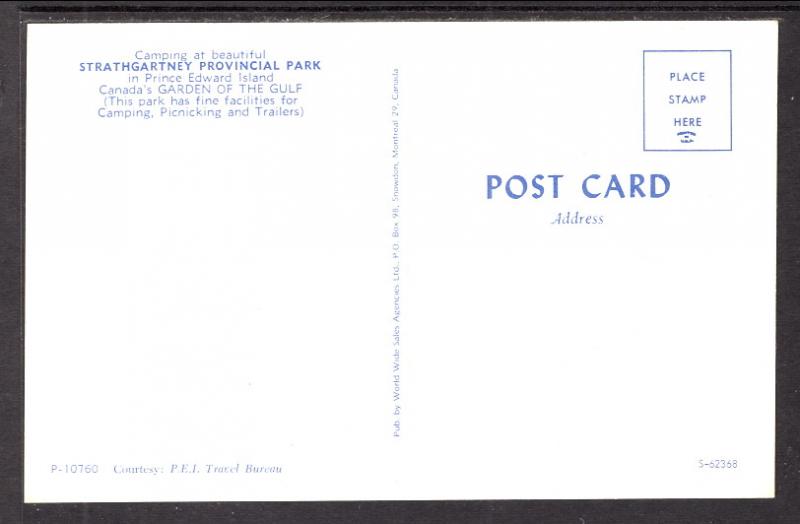 Camping at beautiful
STRATHGARTNEY PROVINCIAL PARK
in Prince Edward Island
Canada's GARDEN OF THE GULF
(This park has fine facilities for
Camping, Picnicking and Trailers)
P-10760 Courtesy: P.E.I. Travel Bureau
Pub. by World Wide Sales Agencies Ltd., P.O. Box 98, Snowdon, Montreal 29, Canada
PLACE
STAMP
HERE
POST CARD
Address
S-62368